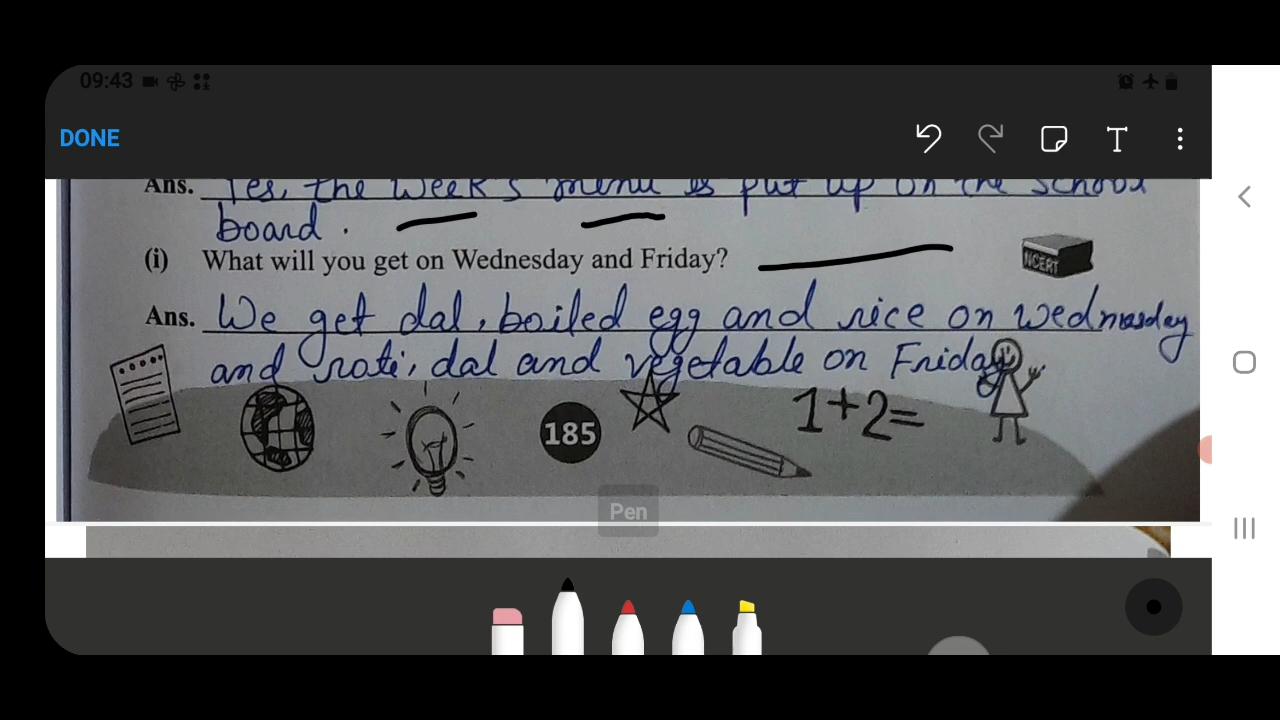 09:43
DONE
Ans. Yes, the week's menu is put up on the school
board.
(i) What will you get on Wednesday and Friday?
NCERT
Ans. We get dal, boiled egg and rice on wednesday
and roti, dal and vegetable on Friday
185
1+2=
Pen